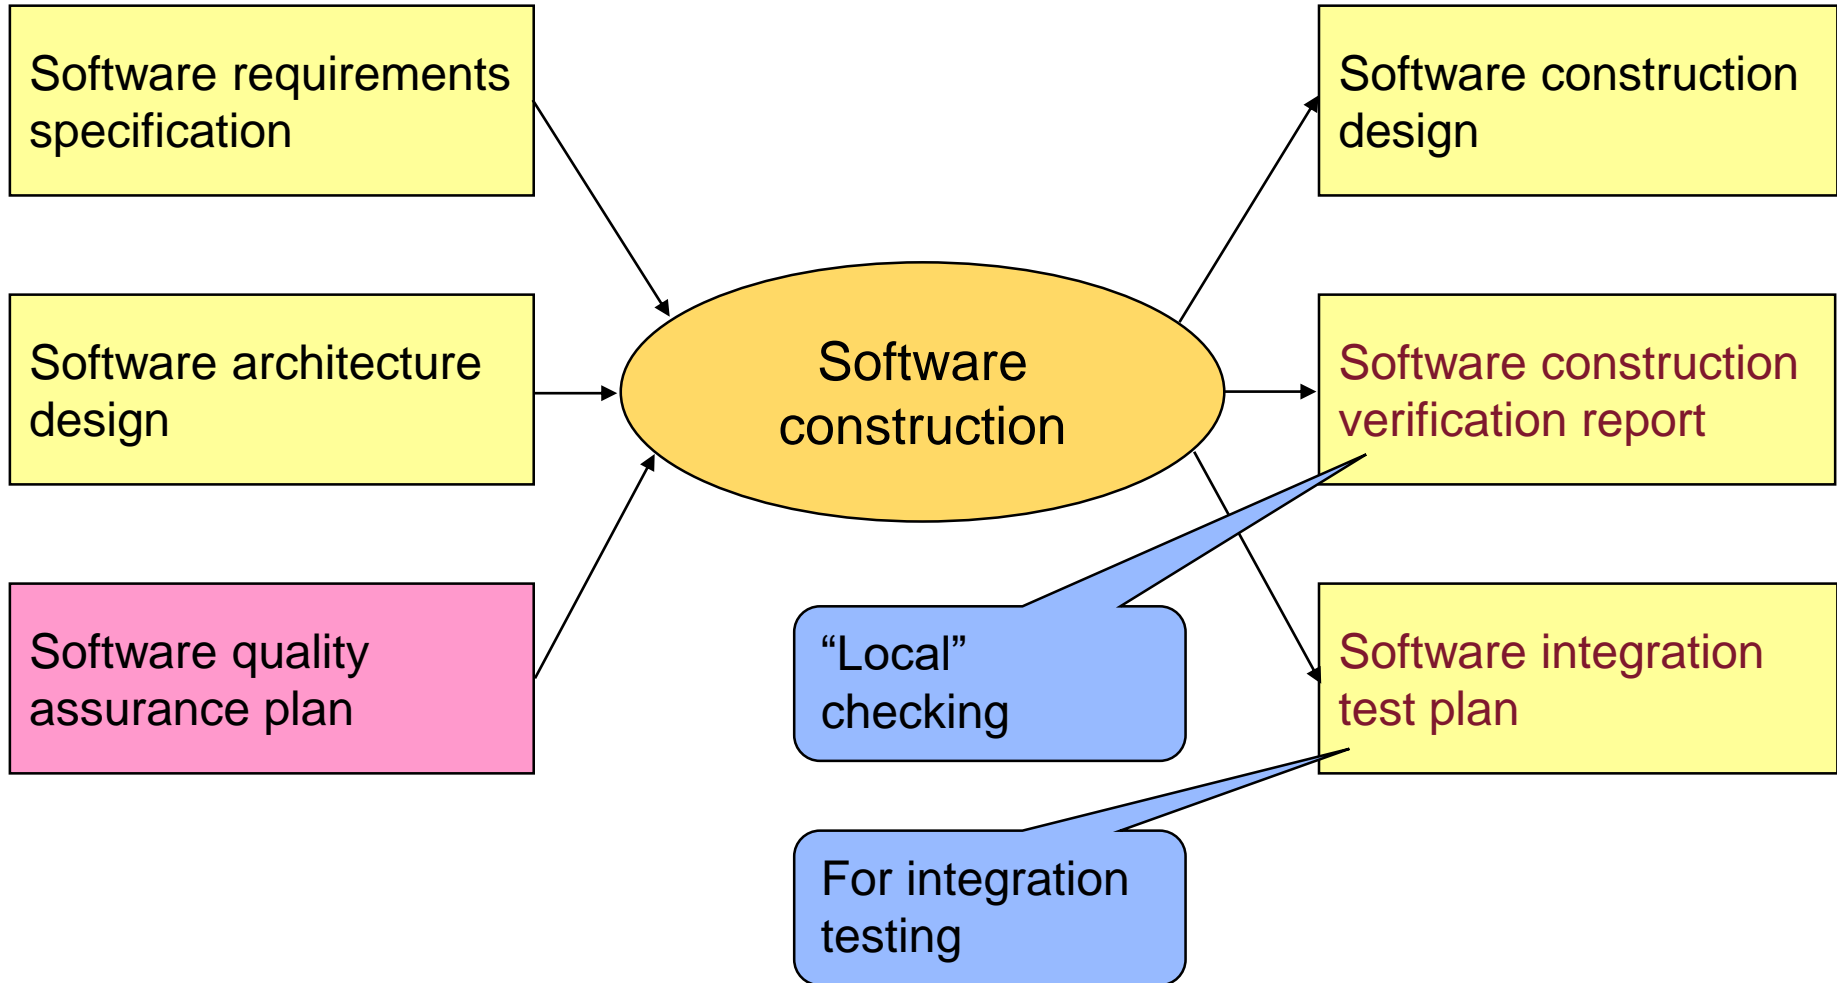 Software requirements
specification
Software architecture
design
Software quality
assurance plan
Software
construction
Software construction
design
Software construction
verification report
Software integration
test plan
“Local”
checking
For integration
testing